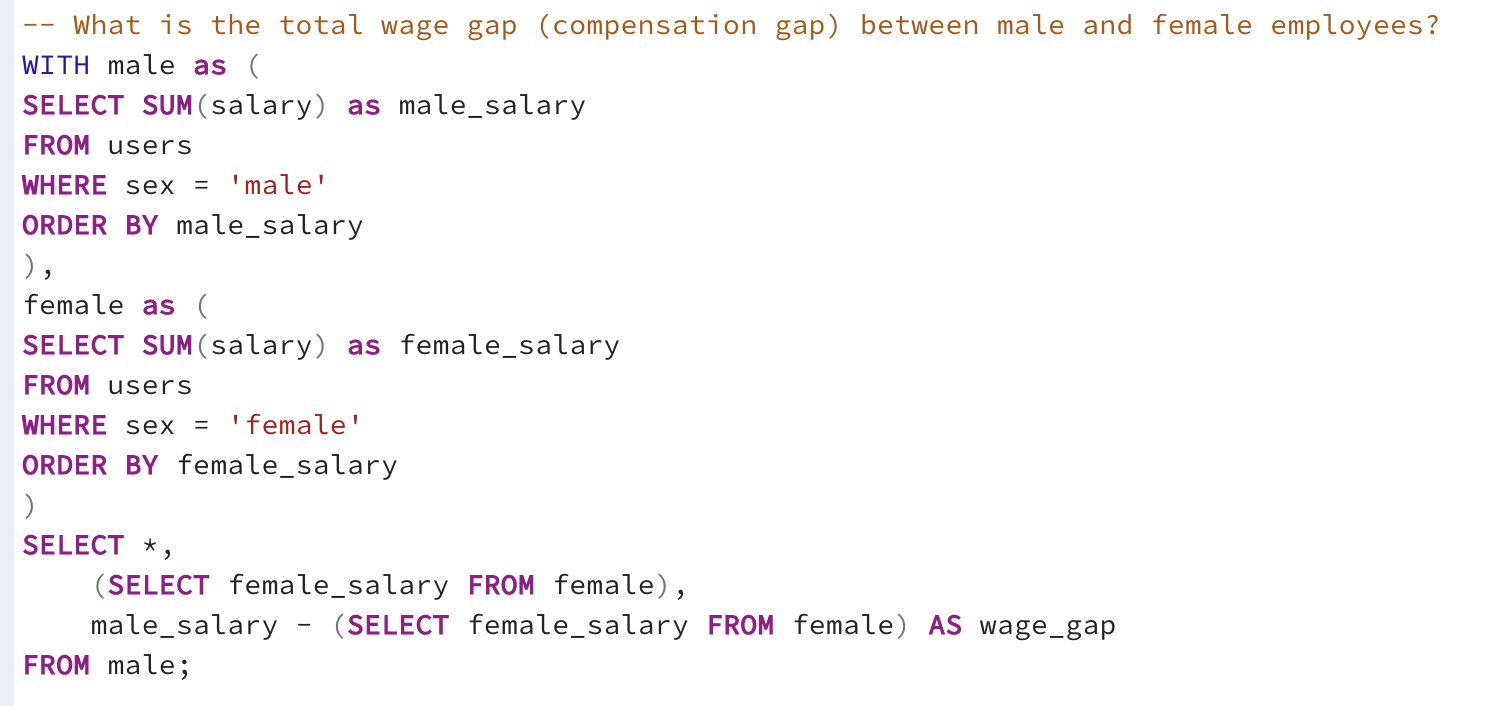 -- What is the total wage gap (compensation gap) between male and female employees?
WITH male as (
SELECT SUM(salary) as male_salary
FROM users
WHERE sex = 'male'
ORDER BY male_salary
),
female as (
SELECT SUM(salary) as female_salary
FROM users
WHERE sex = 'female'
ORDER BY female_salary
)
SELECT *,
    (SELECT female_salary FROM female),
    male_salary - (SELECT female_salary FROM female) AS wage_gap
FROM male;